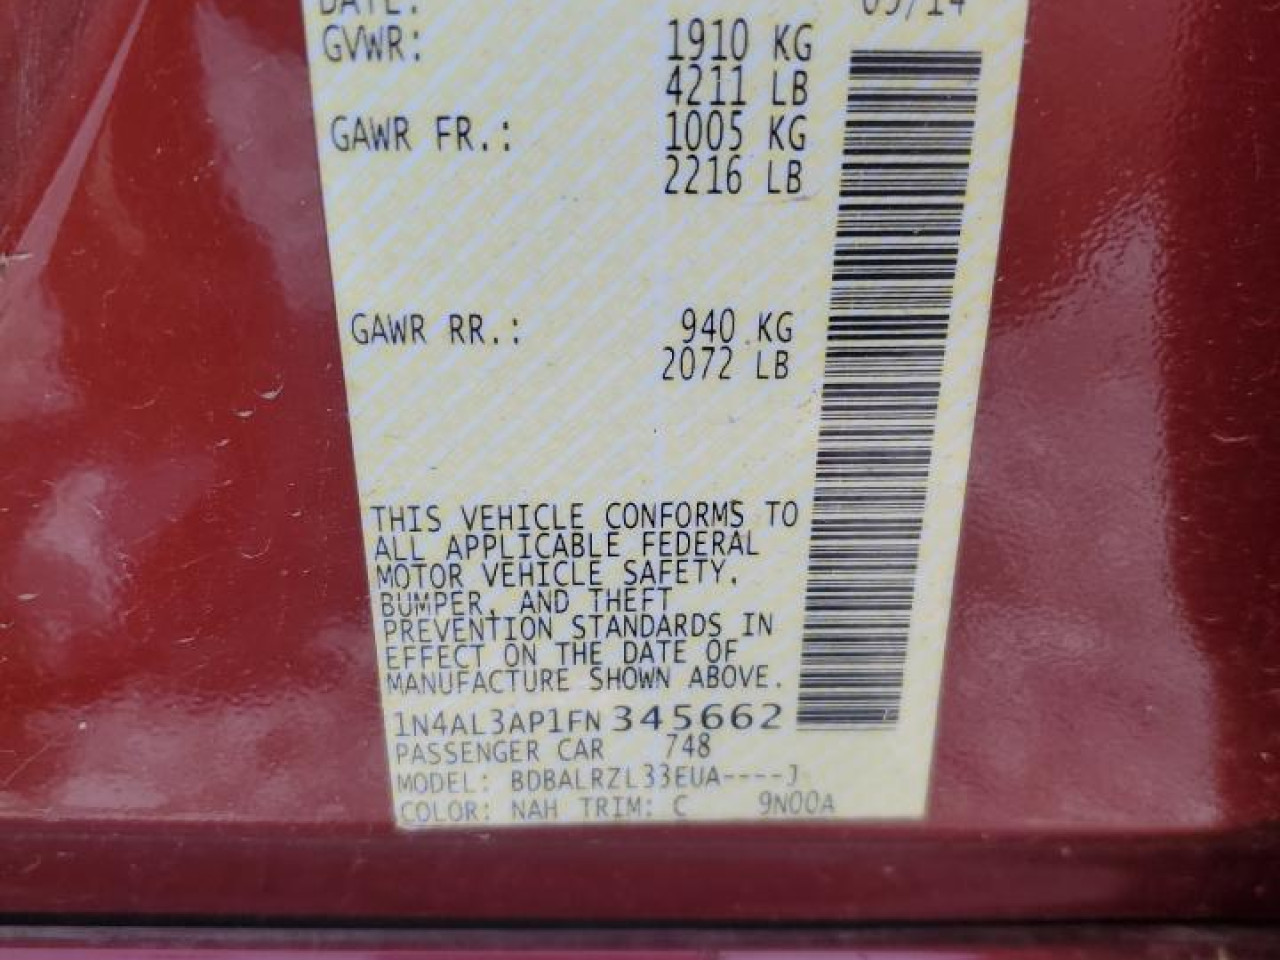 DATE:
GVWR: 1910 KG
4211 LB
GAWR FR.: 1005 KG
2216 LB
GAWR RR.: 940 KG
2072 LB
THIS VEHICLE CONFORMS TO
ALL APPLICABLE FEDERAL
MOTOR VEHICLE SAFETY,
BUMPER, AND THEFT
PREVENTION STANDARDS IN
EFFECT ON THE DATE OF
MANUFACTURE SHOWN ABOVE.
1N4AL3AP1FN345662
PASSENGER CAR 748
MODEL: BDBALRZL33EUA----J
COLOR: NAH TRIM: C 9N00A